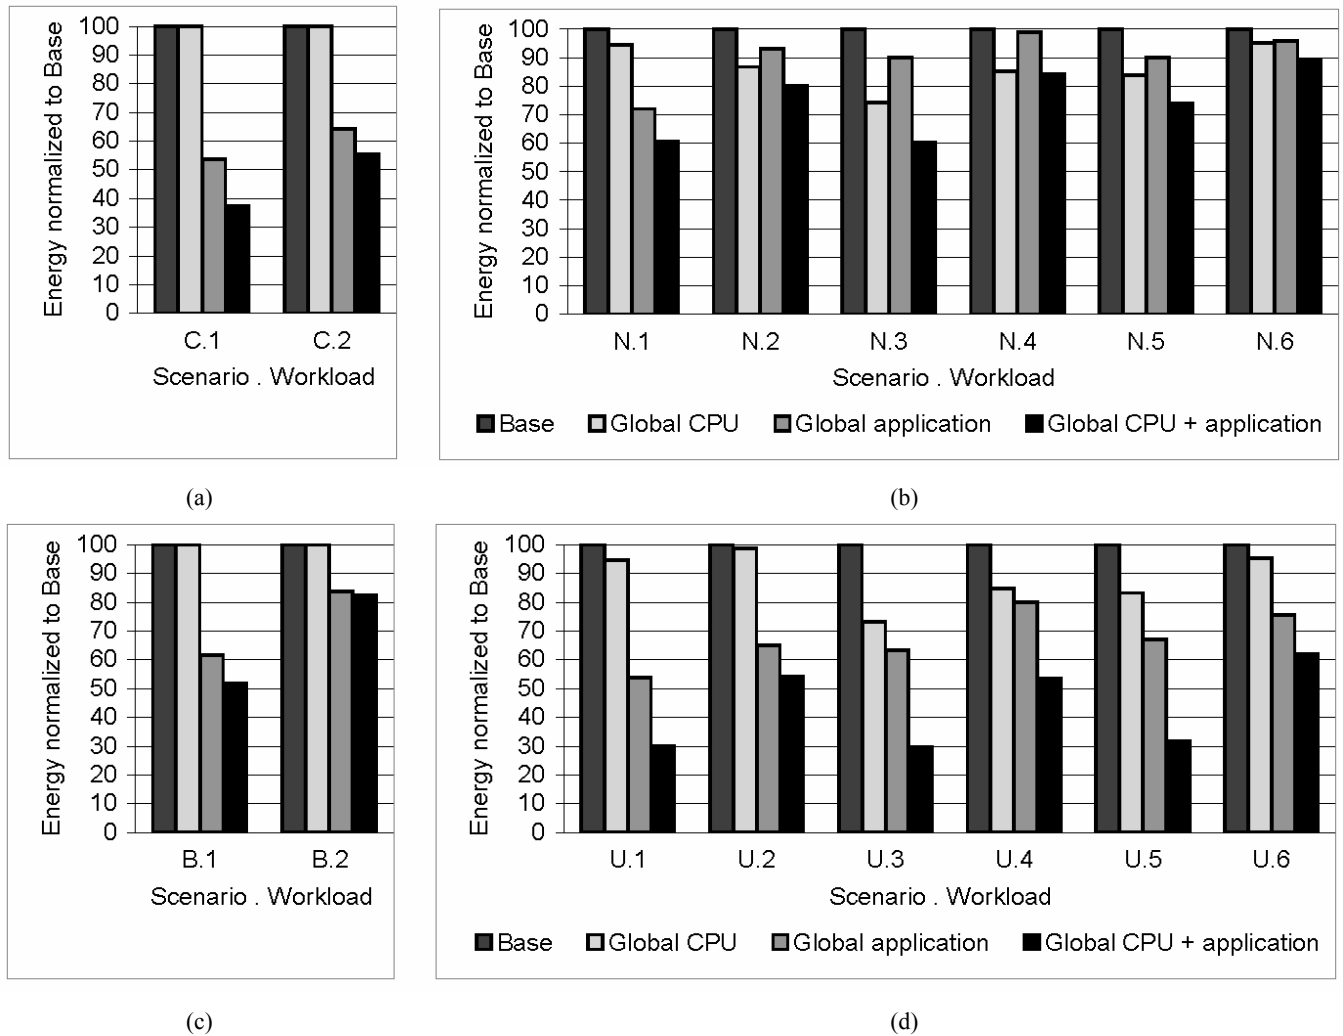 Energy normalized to Base
100
90
80
70
60
50
40
30
20
10
0
C.1 C.2
Scenario . Workload
(a)
Energy normalized to Base
100
90
80
70
60
50
40
30
20
10
0
N.1 N.2 N.3 N.4 N.5 N.6
Scenario . Workload
Base Global CPU Global application Global CPU + application
(b)
Energy normalized to Base
100
90
80
70
60
50
40
30
20
10
0
B.1 B.2
Scenario . Workload
(c)
Energy normalized to Base
100
90
80
70
60
50
40
30
20
10
0
U.1 U.2 U.3 U.4 U.5 U.6
Scenario . Workload
Base Global CPU Global application Global CPU + application
(d)